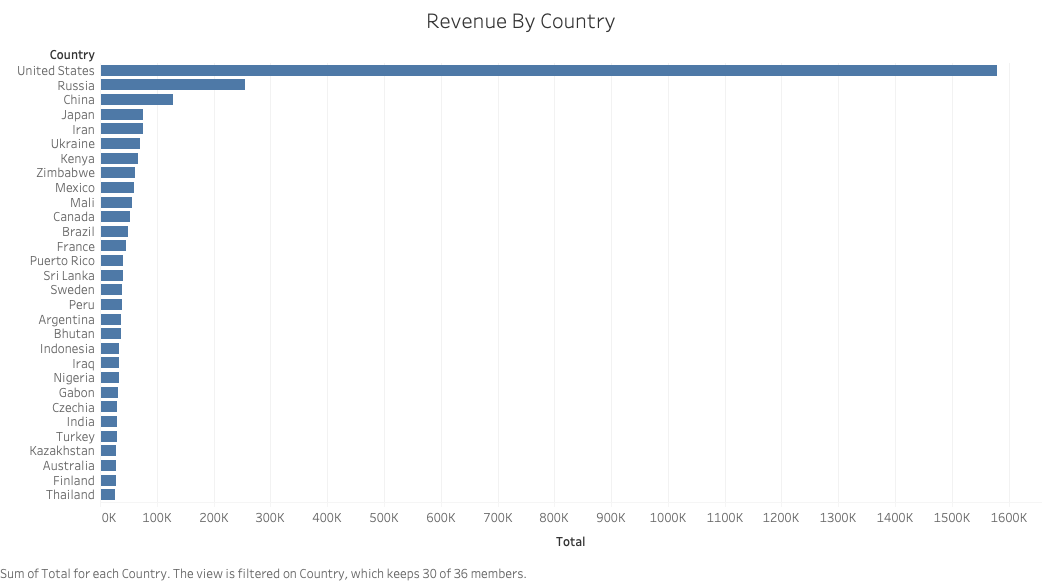 Revenue By Country
Country
United States
Russia
China
Japan
Iran
Ukraine
Kenya
Zimbabwe
Mexico
Mali
Canada
Brazil
France
Puerto Rico
Sri Lanka
Sweden
Peru
Argentina
Bhutan
Indonesia
Iraq
Nigeria
Gabon
Czechia
India
Turkey
Kazakhstan
Australia
Finland
Thailand
0K 100K 200K 300K 400K 500K 600K 700K 800K 900K 1000K 1100K 1200K 1300K 1400K 1500K 1600K
Total
Sum of Total for each Country. The view is filtered on Country, which keeps 30 of 36 members.